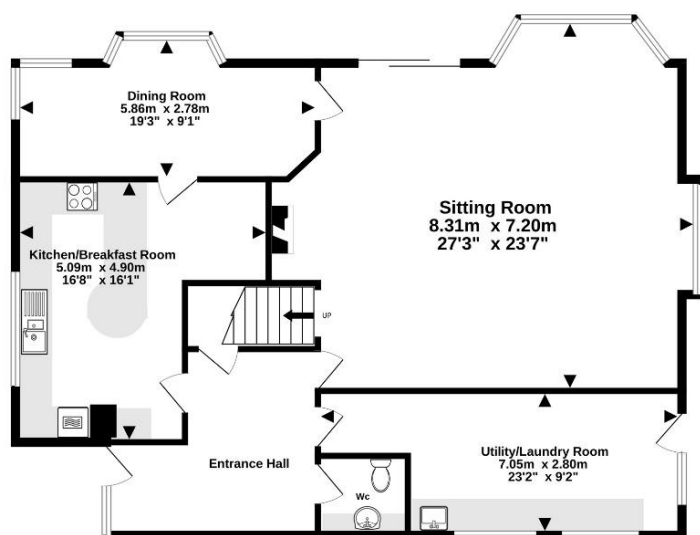 Dining Room
5.86m x 2.78m
19'3" x 9'1"
Sitting Room
8.31m x 7.20m
27'3" x 23'7"
Kitchen/Breakfast Room
5.09m x 4.90m
16'8" x 16'1"
UP
Entrance Hall
Utility/Laundry Room
7.05m x 2.80m
23'2" x 9'2"
Wc